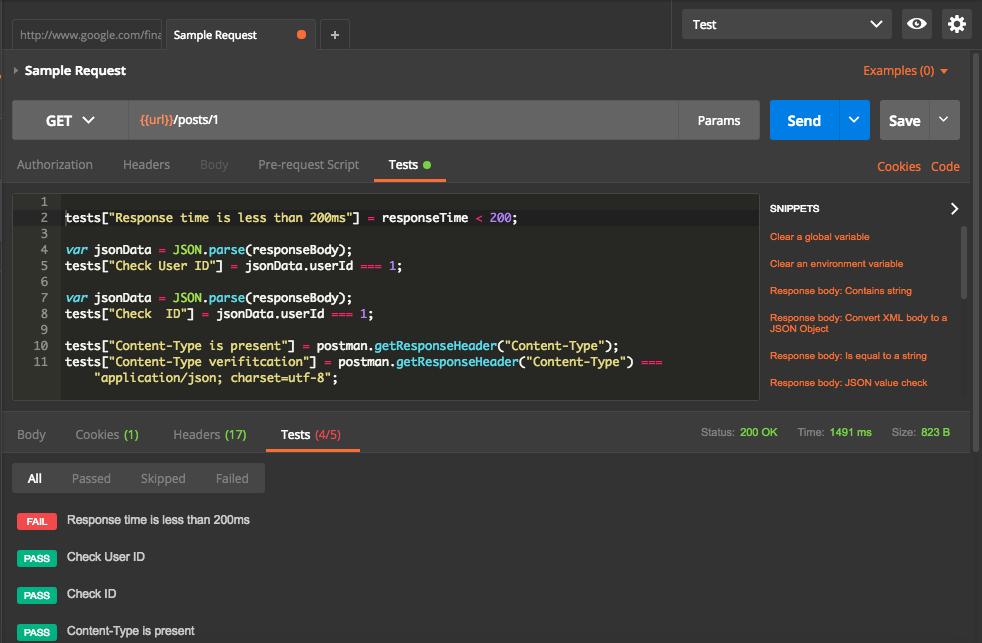 http://www.google.com/fina
Sample Request
+
Test
Sample Request
Examples (0)
GET
{{url}}/posts/1
Params
Send
Save
Authorization
Headers
Body
Pre-request Script
Tests
Cookies
Code
1
2 tests["Response time is less than 200ms"] = responseTime < 200;
3
4 var jsonData = JSON.parse(responseBody);
5 tests["Check User ID"] = jsonData.userId === 1;
6
7 var jsonData = JSON.parse(responseBody);
8 tests["Check  ID"] = jsonData.userId === 1;
9
10 tests["Content-Type is present"] = postman.getResponseHeader("Content-Type");
11 tests["Content-Type verifitcation"] = postman.getResponseHeader("Content-Type") ===
"application/json; charset=utf-8";
SNIPPETS
Clear a global variable
Clear an environment variable
Response body: Contains string
Response body: Convert XML body to a
JSON Object
Response body: Is equal to a string
Response body: JSON value check
Body
Cookies (1)
Headers (17)
Tests (4/5)
Status: 200 OK
Time: 1491 ms
Size: 823 B
All
Passed
Skipped
Failed
FAIL Response time is less than 200ms
PASS Check User ID
PASS Check ID
PASS Content-Type is present